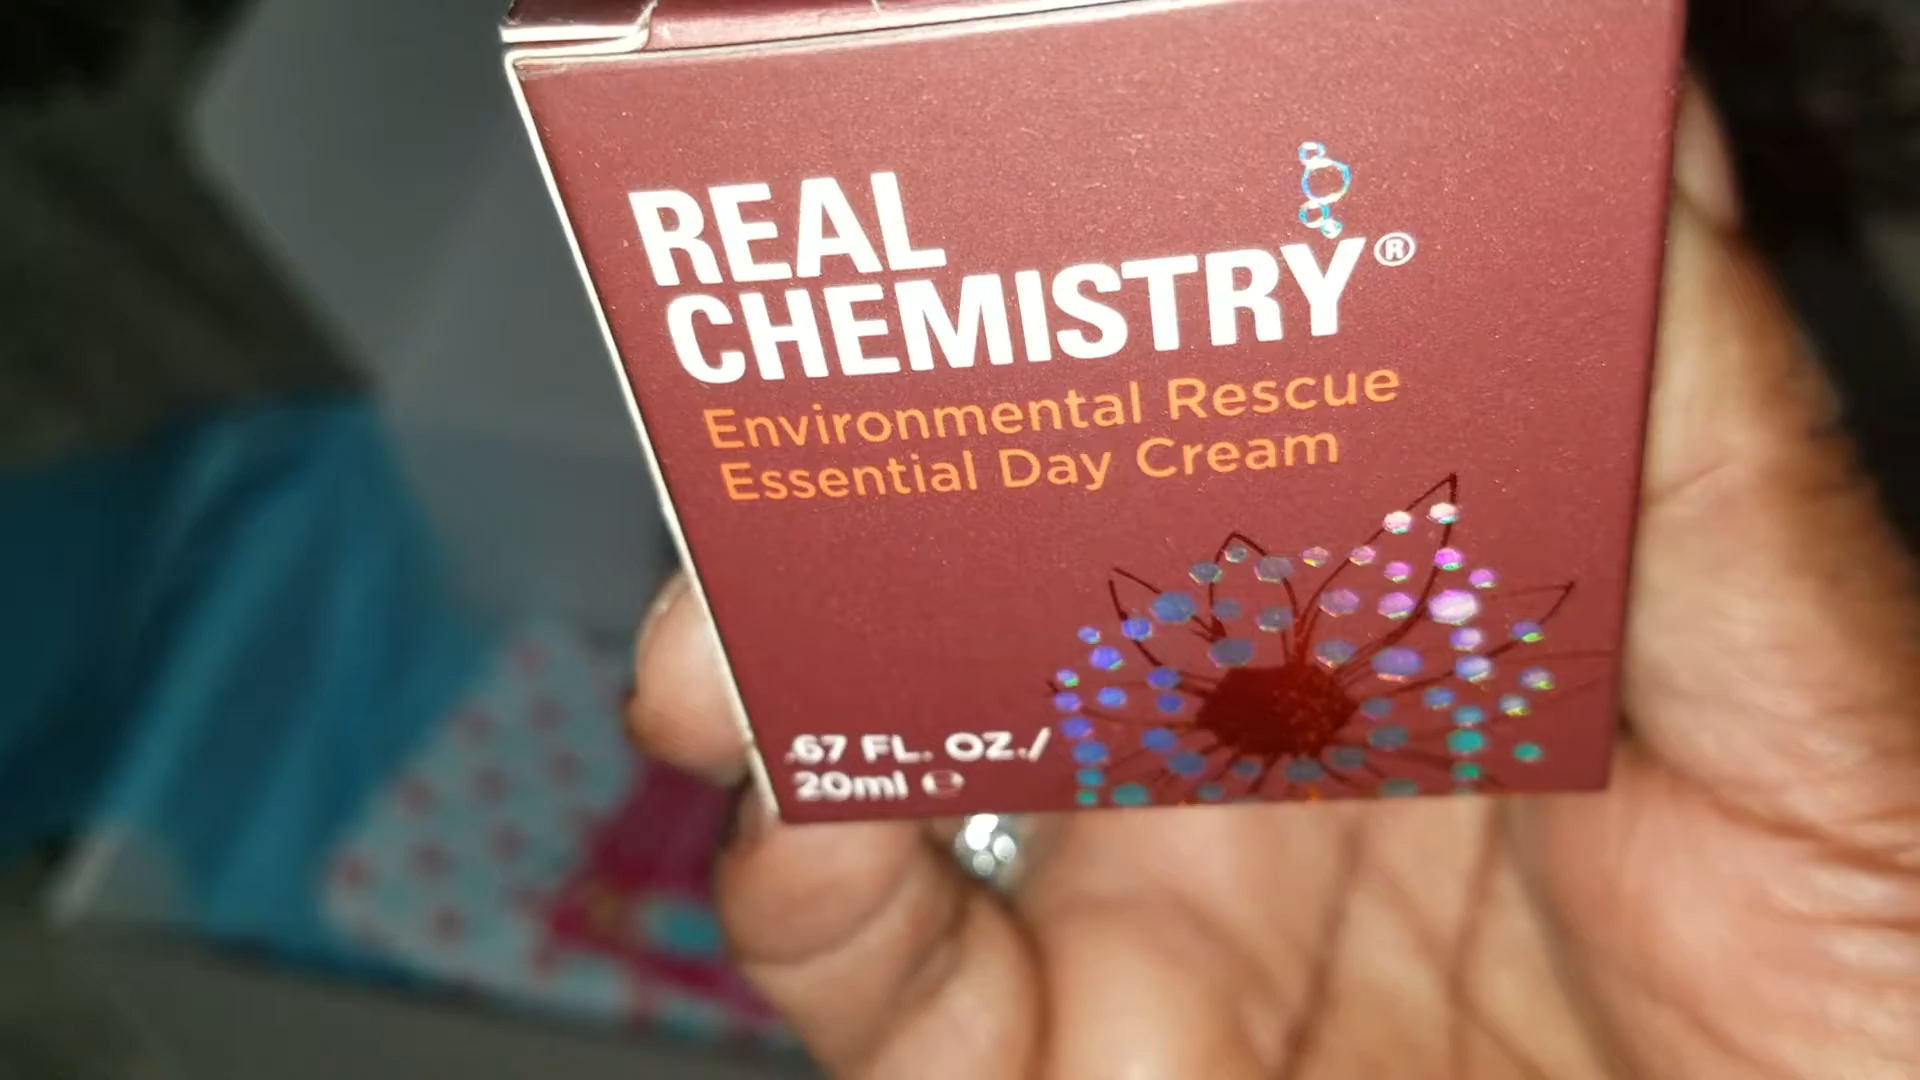 REAL
CHEMISTRY®
Environmental Rescue
Essential Day Cream
.67 FL. OZ./
20ml ℮